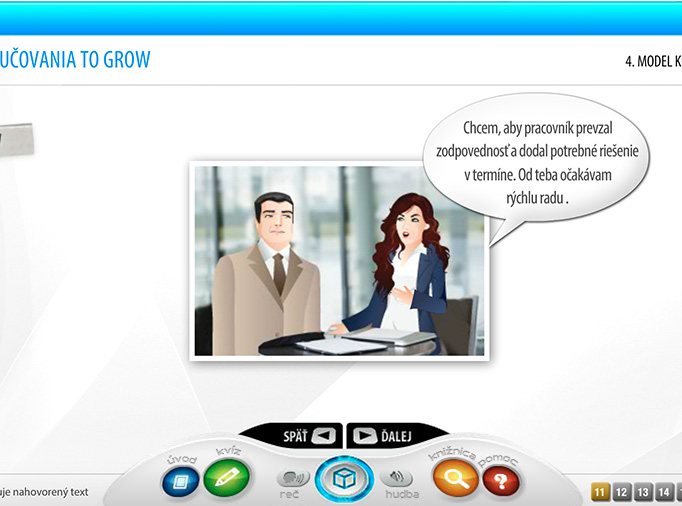 UČOVANIA TO GROW
4. MODEL K
Chcem, aby pracovník prevzal
zodpovednosť a dodal potrebné riešenie
v termíne. Od teba očakávam
rýchlu radu .
SPÄŤ
ĎALEJ
úvod
kvíz
reč
hudba
knižnica
pomoc
uje nahovorený text
11 12 13 14